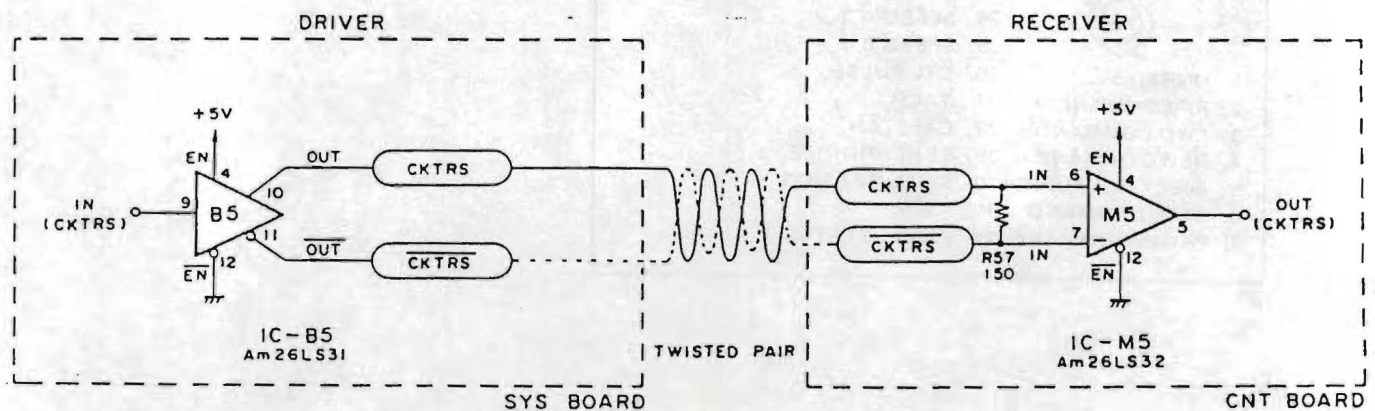 DRIVER
RECEIVER
+5V
EN
4
OUT
CKTRS
10
IN
(CKTRS)
9
B5
11
OUT
CKTRS
12
EN
IC-B5
Am26LS31
SYS BOARD
TWISTED PAIR
CKTRS
CKTRS
IN
R57
150
IN
+5V
EN
4
6
+
M5
7
−
5
12
EN
OUT
(CKTRS)
IC-M5
Am26LS32
CNT BOARD